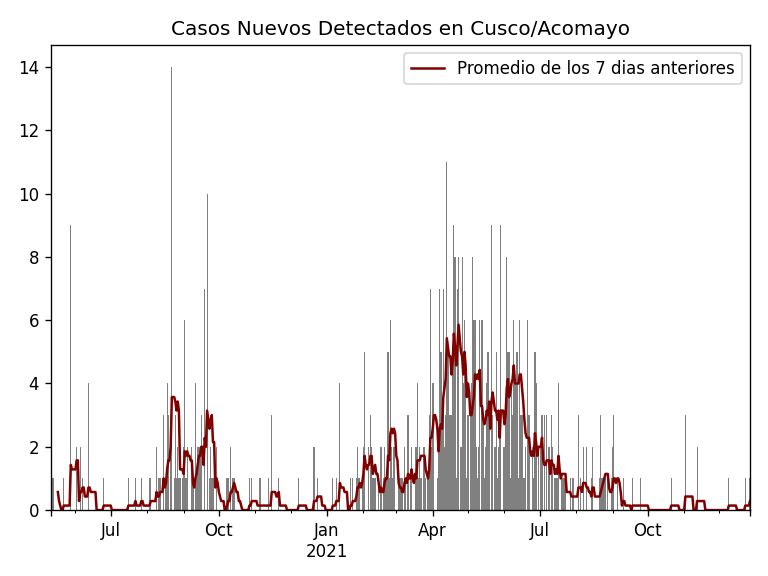 Casos Nuevos Detectados en Cusco/Acomayo
Promedio de los 7 dias anteriores
14
12
10
8
6
4
2
0
Jul
Oct
Jan
2021
Apr
Jul
Oct